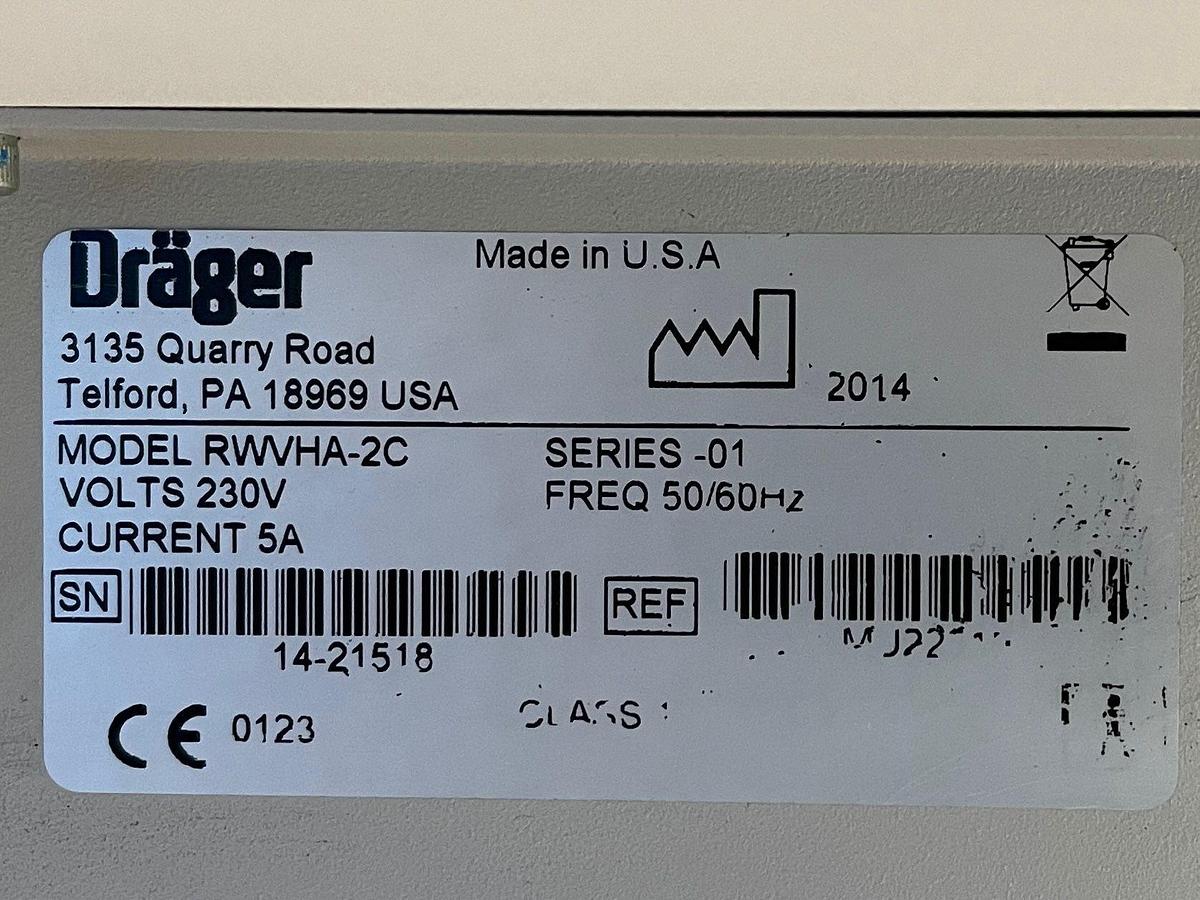 Dräger
Made in U.S.A
3135 Quarry Road
Telford, PA 18969 USA
2014
MODEL RWVHA-2C
SERIES -01
VOLTS 230V
FREQ 50/60Hz
CURRENT 5A
SN
REF
14-21518
CE 0123
CLASS